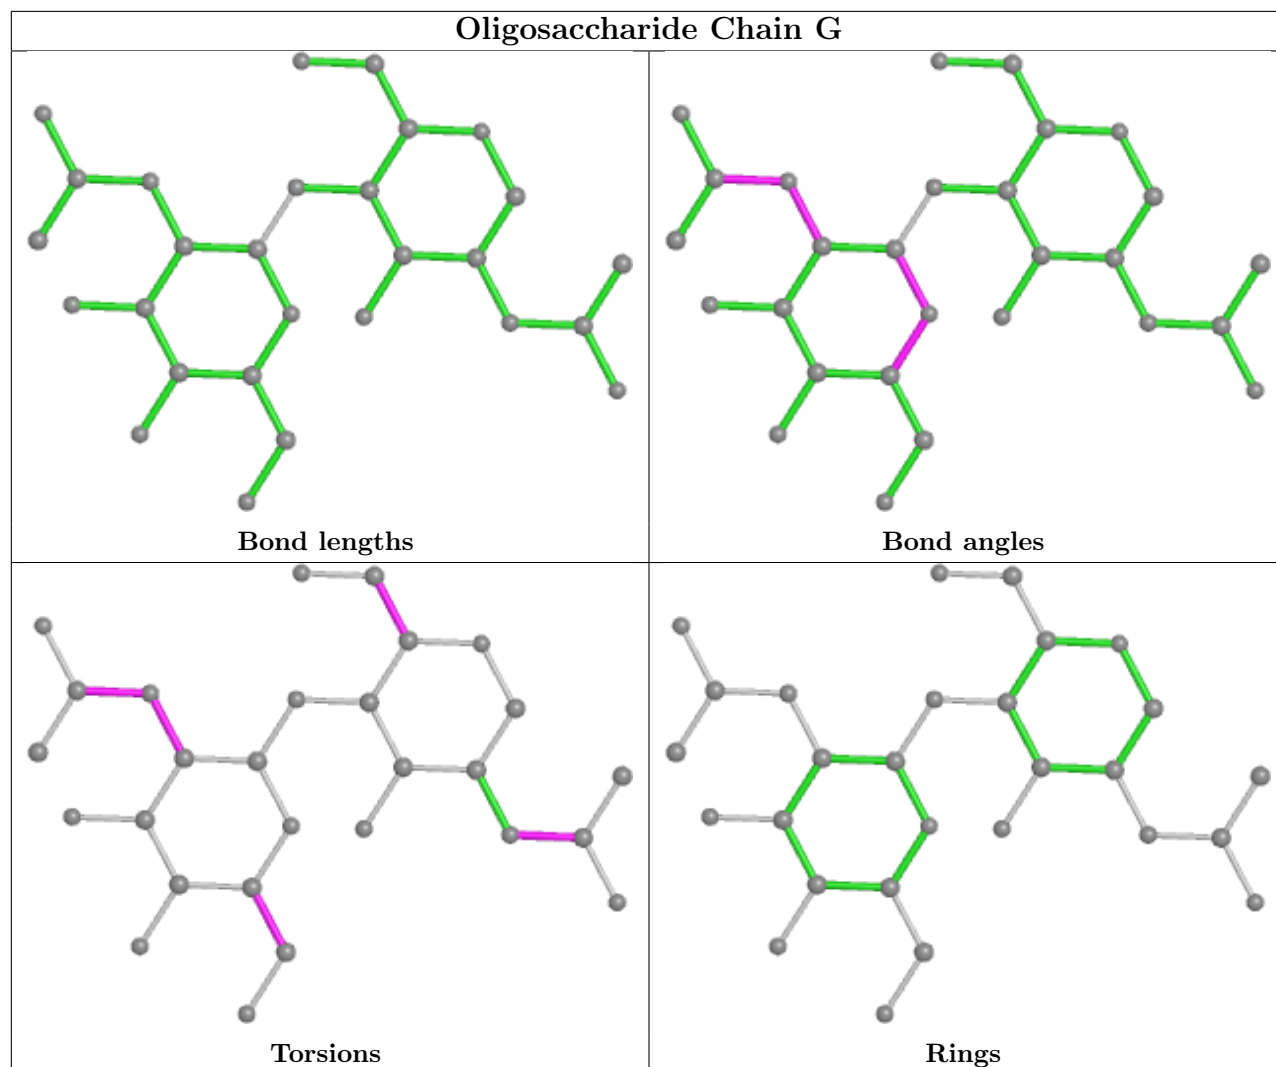 Oligosaccharide Chain G
Bond lengths
Bond angles
Torsions
Rings